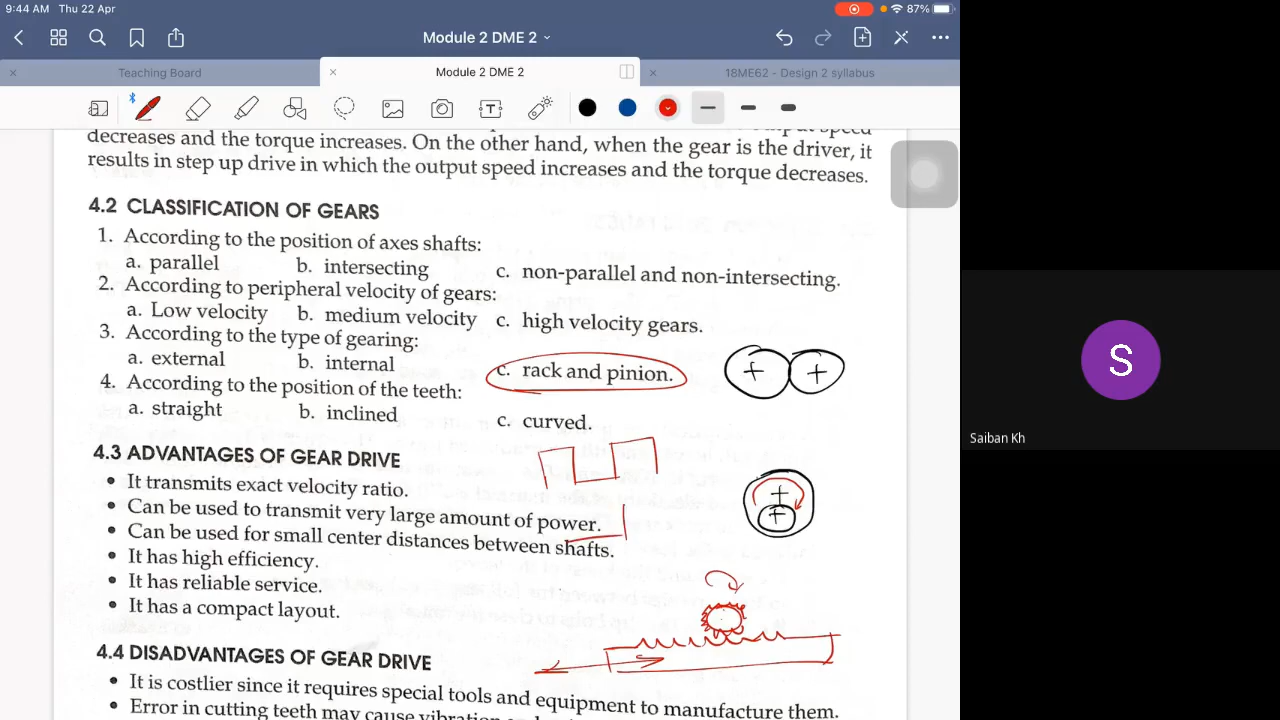 9:44 AM Thu 22 Apr
87%
Module 2 DME 2
Teaching Board
Module 2 DME 2
18ME62 - Design 2 syllabus
speed
decreases and the torque increases. On the other hand, when the gear is the driver, it
results in step up drive in which the output speed increases and the torque decreases.
4.2 CLASSIFICATION OF GEARS
1. According to the position of axes shafts:
a. parallel b. intersecting c. non-parallel and non-intersecting.
2. According to peripheral velocity of gears:
a. Low velocity b. medium velocity c. high velocity gears.
3. According to the type of gearing:
a. external b. internal c. rack and pinion.
4. According to the position of the teeth:
a. straight b. inclined c. curved.
4.3 ADVANTAGES OF GEAR DRIVE
• It transmits exact velocity ratio.
• Can be used to transmit very large amount of power.
• Can be used for small center distances between shafts.
• It has high efficiency.
• It has reliable service.
• It has a compact layout.
4.4 DISADVANTAGES OF GEAR DRIVE
• It is costlier since it requires special tools and equipment to manufacture them.
• Error in cutting teeth may cause vibration
S
Saiban Kh